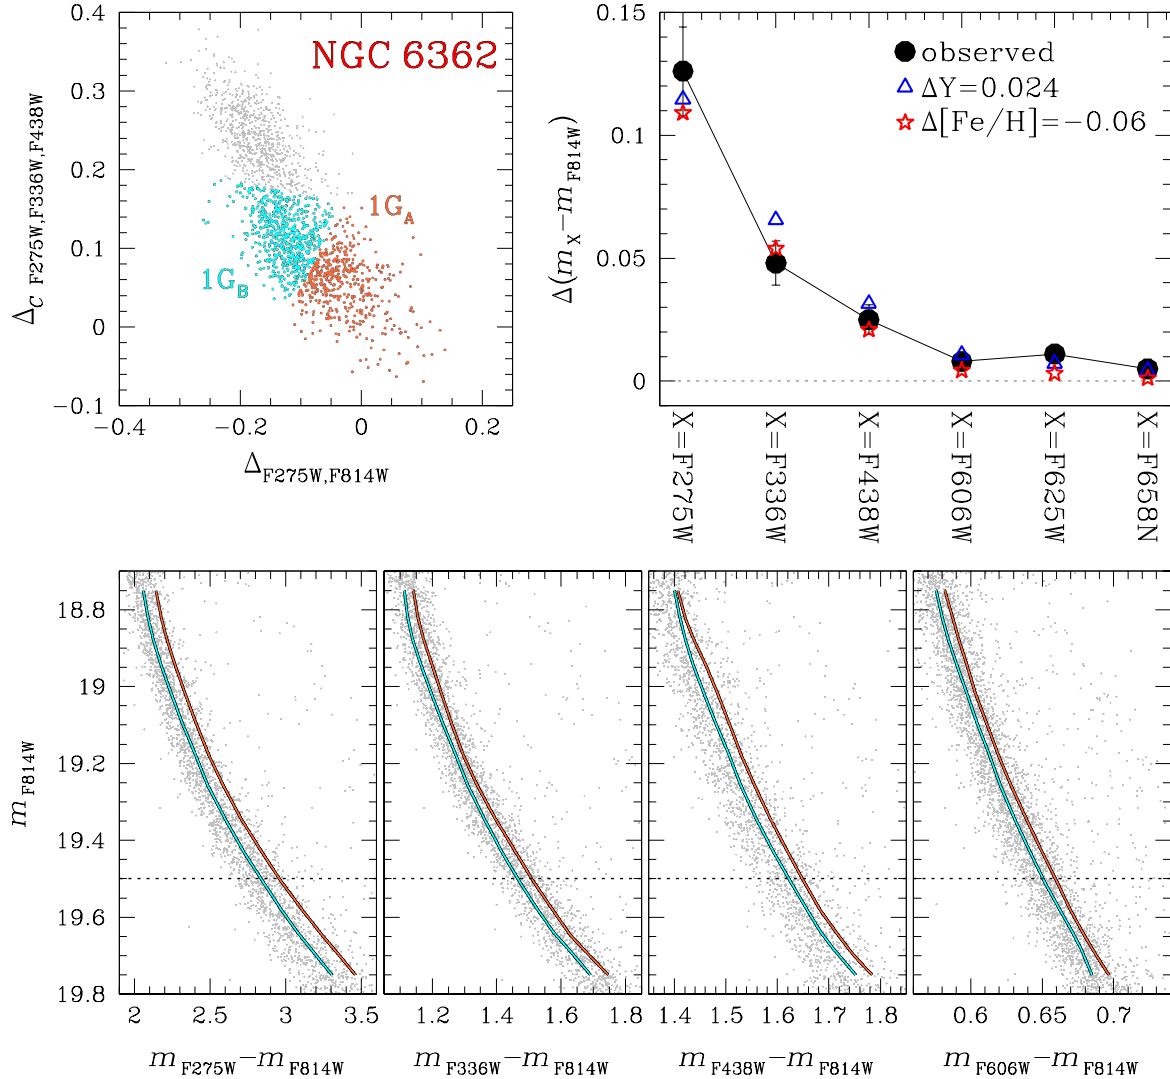 NGC 6362
1G_A
1G_B
Δ_C F275W,F336W,F438W
0.4
0.3
0.2
0.1
0
−0.1
−0.4
−0.2
0
0.2
Δ_F275W,F814W
observed
ΔY=0.024
Δ[Fe/H]=−0.06
Δ(m_X−m_F814W)
0.15
0.1
0.05
0
X=F275W
X=F336W
X=F438W
X=F606W
X=F625W
X=F658N
m_F814W
18.8
19
19.2
19.4
19.6
19.8
2 2.5 3 3.5
1.2 1.4 1.6 1.8
1.4 1.5 1.6 1.7 1.8
0.6 0.65 0.7
m_F275W−m_F814W
m_F336W−m_F814W
m_F438W−m_F814W
m_F606W−m_F814W